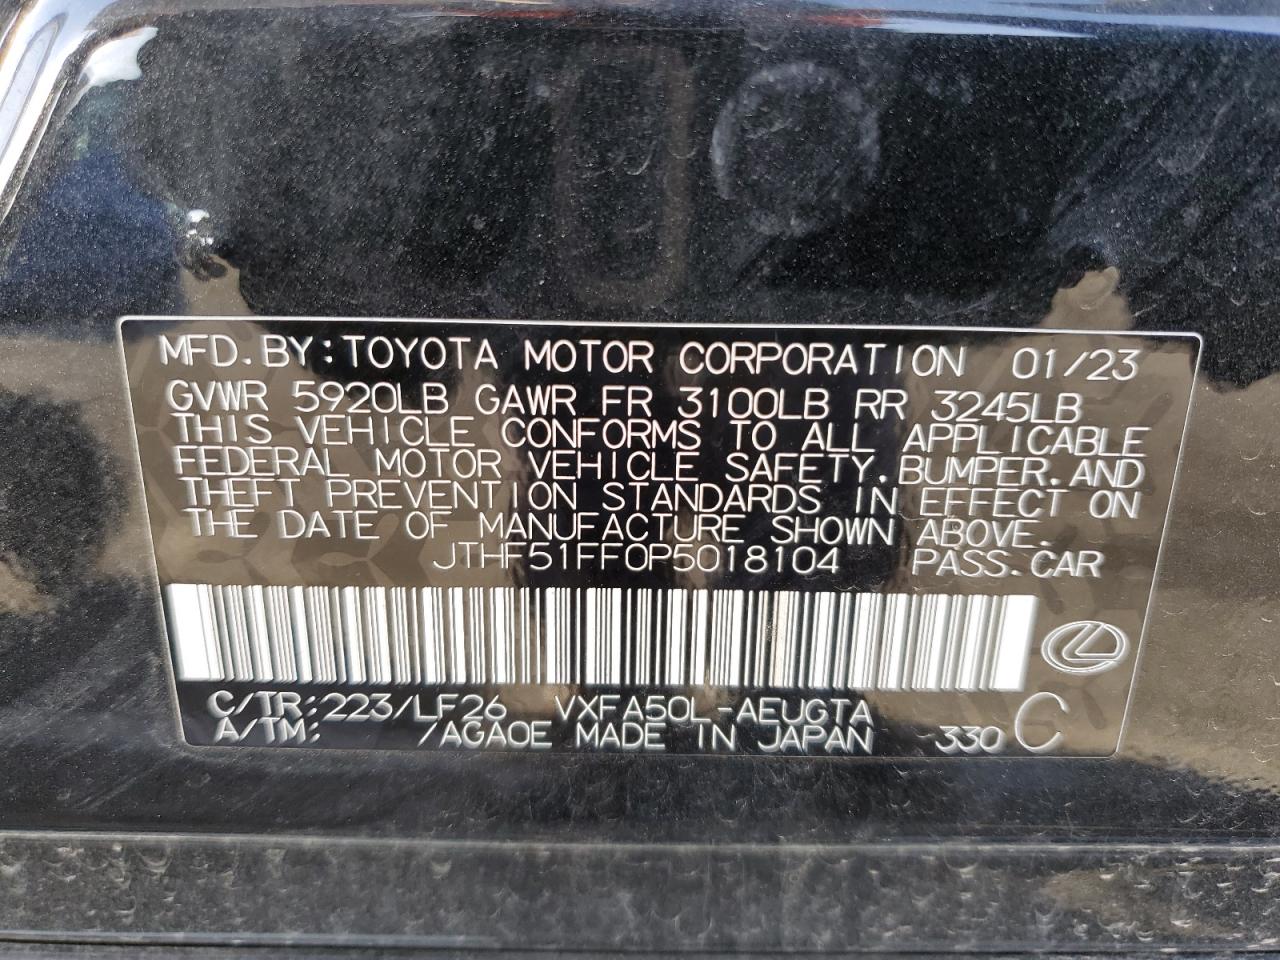 MFD.BY:TOYOTA MOTOR CORPORATION 01/23
GVWR 5920LB GAWR FR 3100LB RR 3245LB
THIS VEHICLE CONFORMS TO ALL APPLICABLE
FEDERAL MOTOR VEHICLE SAFETY.BUMPER.AND
THEFT PREVENTION STANDARDS IN EFFECT ON
THE DATE OF MANUFACTURE SHOWN ABOVE.
JTHF51FF0P5018104 PASS.CAR
C/TR:223/LF26 VXFA50L-AEUGTA
A/TM: /AGA0E MADE IN JAPAN 330 C